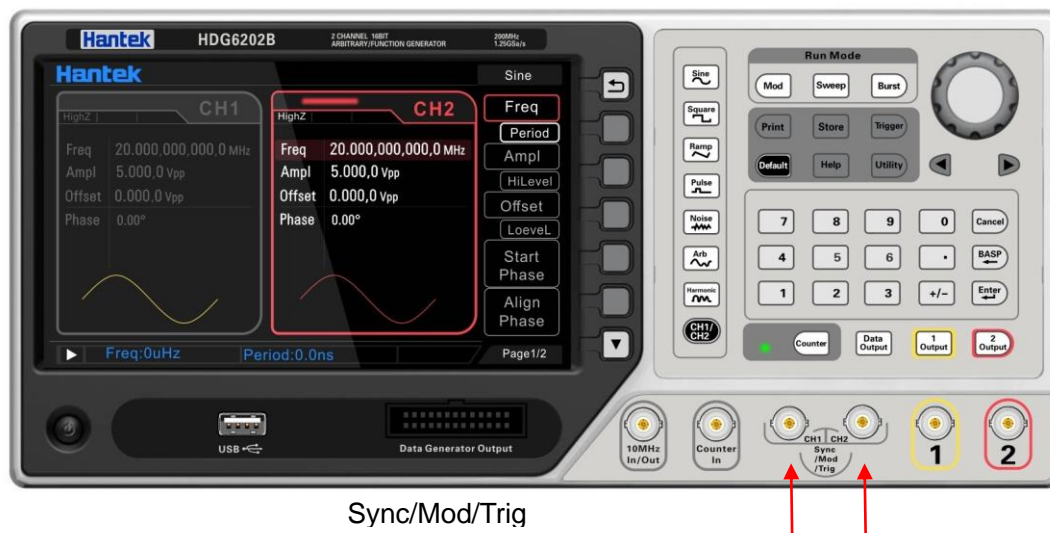 Hantek HDG6202B 2 CHANNEL 16BIT 200MHz
ARBITRARY/FUNCTION GENERATOR 1.25GSa/s
Hantek Sine
CH1
HighZ
Freq 20.000,000,000,0 MHz
Ampl 5.000,0 Vpp
Offset 0.000,0 Vpp
Phase 0.00°
CH2
HighZ
Freq 20.000,000,000,0 MHz
Ampl 5.000,0 Vpp
Offset 0.000,0 Vpp
Phase 0.00°
Freq
Period
Ampl
HiLevel
Offset
LoeveL
Start
Phase
Align
Phase
Freq:0uHz Period:0.0ns Page1/2
Sine
Square
Ramp
Pulse
Noise
Arb
Harmonic
CH1/
CH2
Run Mode
Mod Sweep Burst
Print Store Trigger
Default Help Utility
7 8 9 0 Cancel
4 5 6 . BASP
1 2 3 +/- Enter
Counter
Data
Output
1
Output
2
Output
USB
Data Generator Output
10MHz
In/Out
Counter
In
CH1 CH2
Sync
/Mod
/Trig
1
2
Sync/Mod/Trig